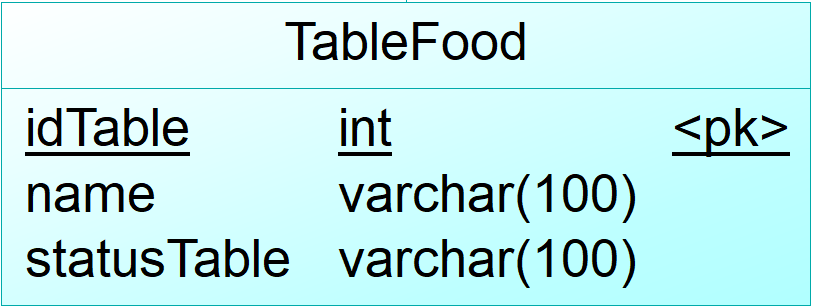 TableFood
idTable int <pk>
name varchar(100)
statusTable varchar(100)